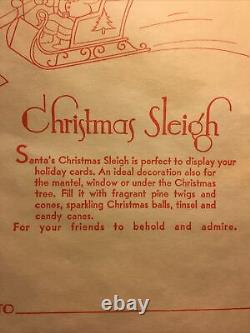 Christmas Sleigh
Santa's Christmas Sleigh is perfect to display your
holiday cards. An ideal decoration also for
the mantel, window or under the Christmas
tree. Fill it with fragrant pine twigs and
cones, sparkling Christmas balls, tinsel and
candy canes.
For your friends to behold and admire.
TO